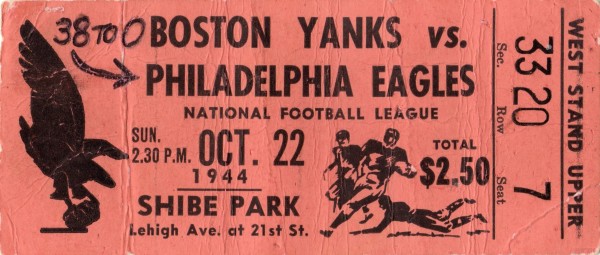 38 TO 0
BOSTON YANKS vs.
PHILADELPHIA EAGLES
NATIONAL FOOTBALL LEAGUE
SUN.
2.30 P.M. OCT. 22
1944
SHIBE PARK
Lehigh Ave. at 21st St.
TOTAL
$2.50
Sec. Row Seat
33 20 7
WEST STAND UPPER